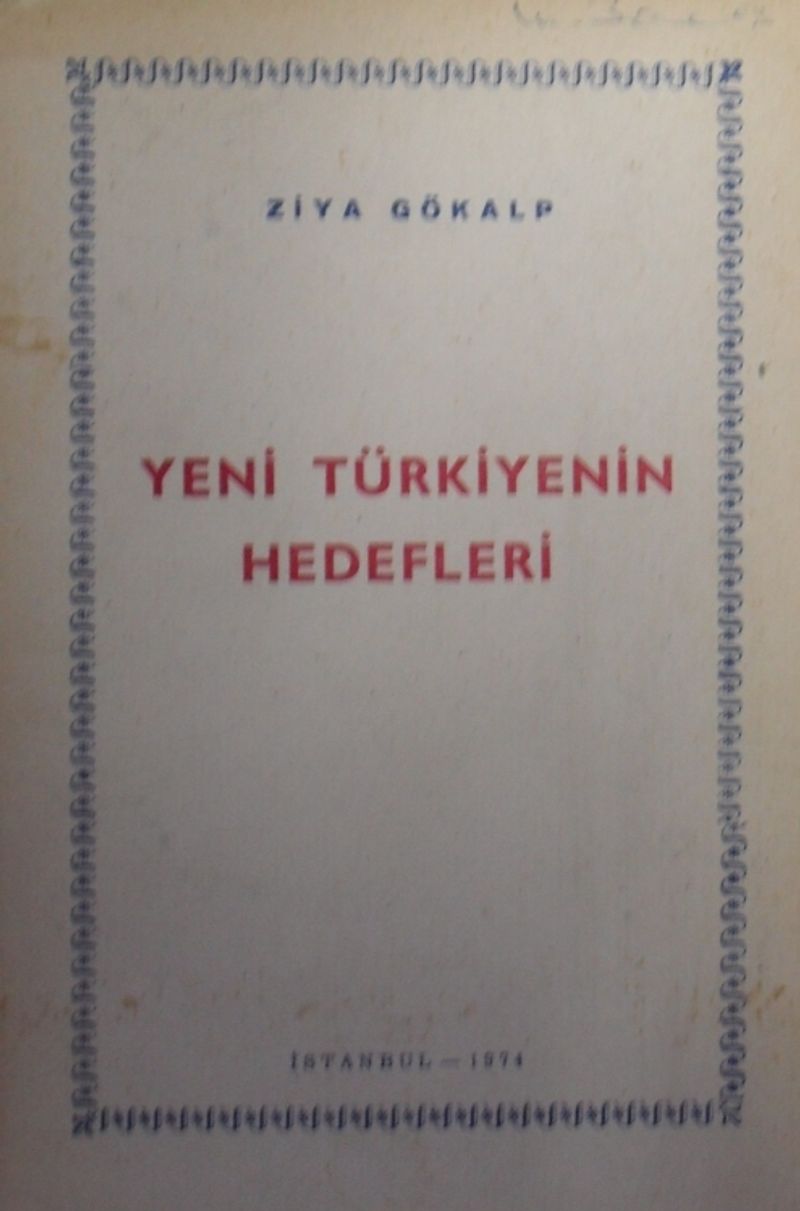 ZİYA GÖKALP
YENİ TÜRKİYENİN
HEDEFLERİ
İSTANBUL — 1974